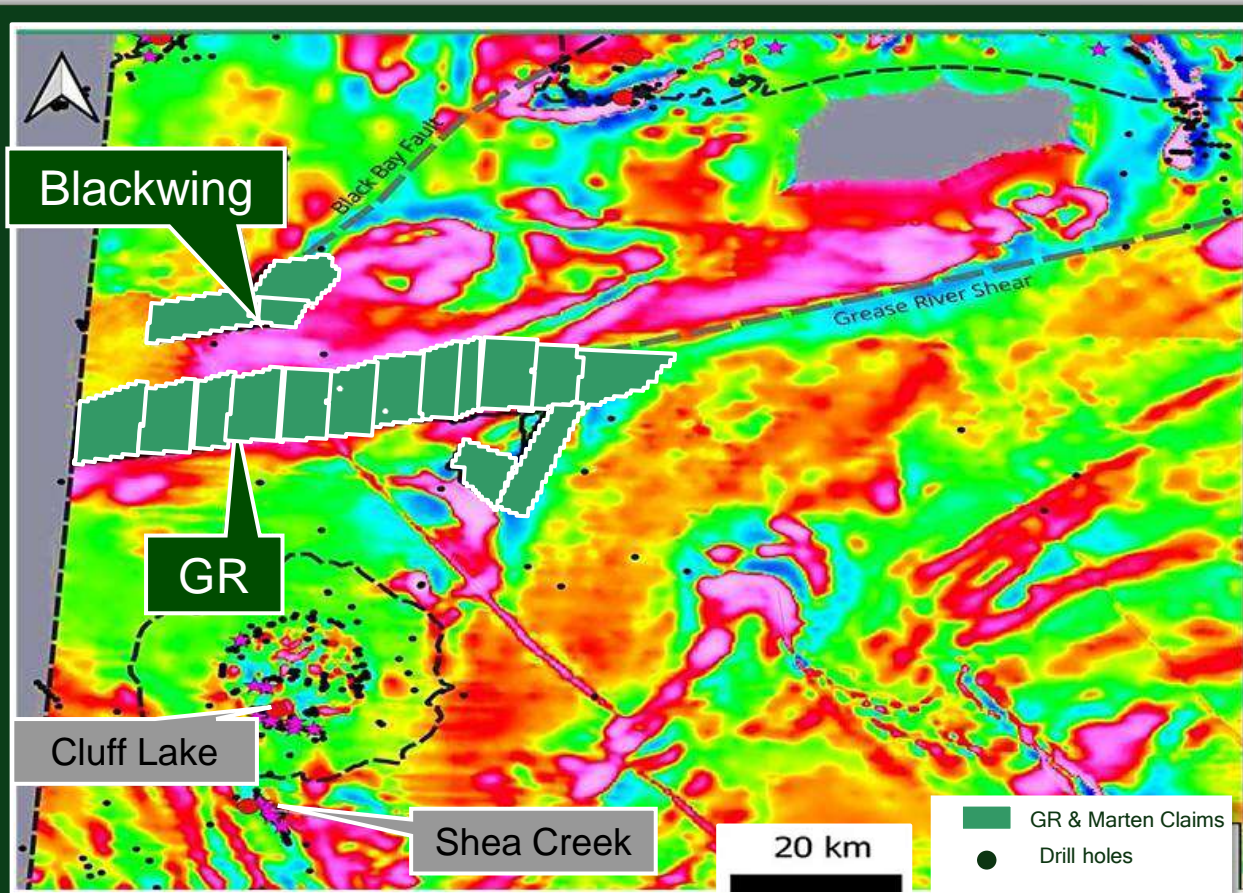 Black Bay Fault
Blackwing
Grease River Shear
GR
Cluff Lake
Shea Creek
20 km
GR & Marten Claims
Drill holes